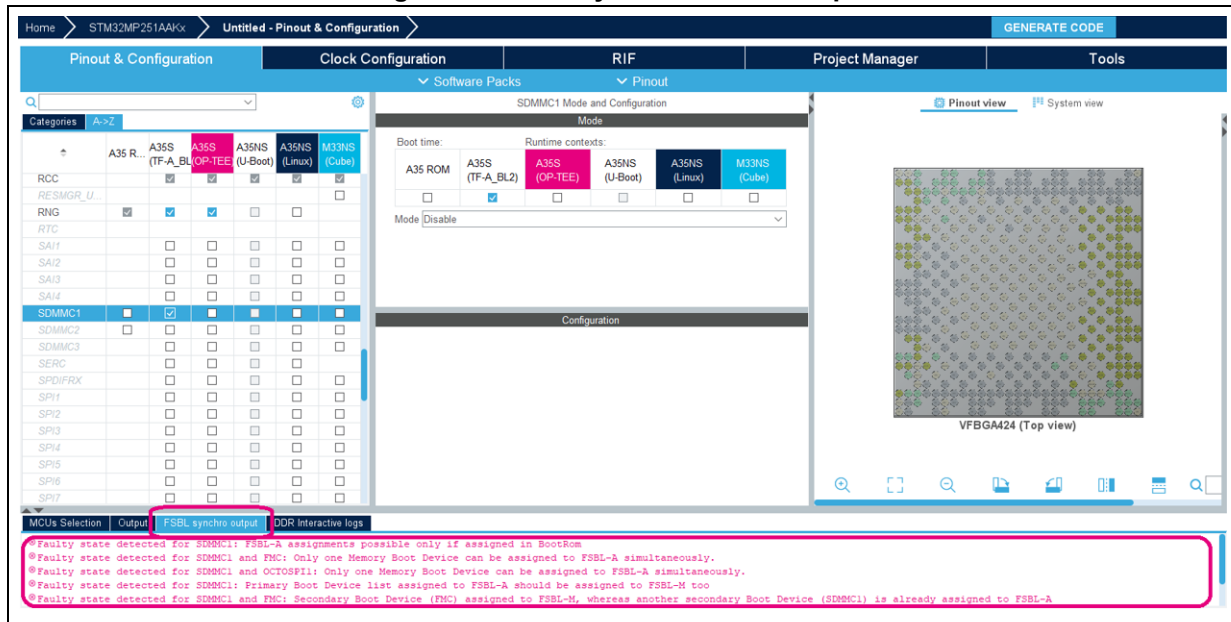 Home STM32MP251AAKx Untitled - Pinout & Configuration GENERATE CODE
Pinout & Configuration Clock Configuration RIF Project Manager Tools
Software Packs Pinout
SDMMC1 Mode and Configuration
Pinout view System view
Categories A->Z
Mode
A35 R... A35S (TF-A_BL A35S (OP-TEE) A35NS (U-Boot) A35NS (Linux) M33NS (Cube)
Boot time: Runtime contexts:
A35 ROM A35S (TF-A_BL2) A35S (OP-TEE) A35NS (U-Boot) A35NS (Linux) M33NS (Cube)
Mode Disable
RCC
RESMGR_U...
RNG
RTC
SAI1
SAI2
SAI3
SAI4
SDMMC1
SDMMC2
SDMMC3
SERC
SPDIFRX
SPI1
SPI2
SPI3
SPI4
SPI5
SPI6
SPI7
Configuration
VFBGA424 (Top view)
MCUs Selection Output FSBL synchro output DDR Interactive logs
Faulty state detected for SDMMC1: FSBL-A assignments possible only if assigned in BootRom
Faulty state detected for SDMMC1 and FMC: Only one Memory Boot Device can be assigned to FSBL-A simultaneously.
Faulty state detected for SDMMC1 and OCTOSPI1: Only one Memory Boot Device can be assigned to FSBL-A simultaneously.
Faulty state detected for SDMMC1: Primary Boot Device list assigned to FSBL-A should be assigned to FSBL-M too
Faulty state detected for SDMMC1 and FMC: Secondary Boot Device (FMC) assigned to FSBL-M, whereas another secondary Boot Device (SDMMC1) is already assigned to FSBL-A